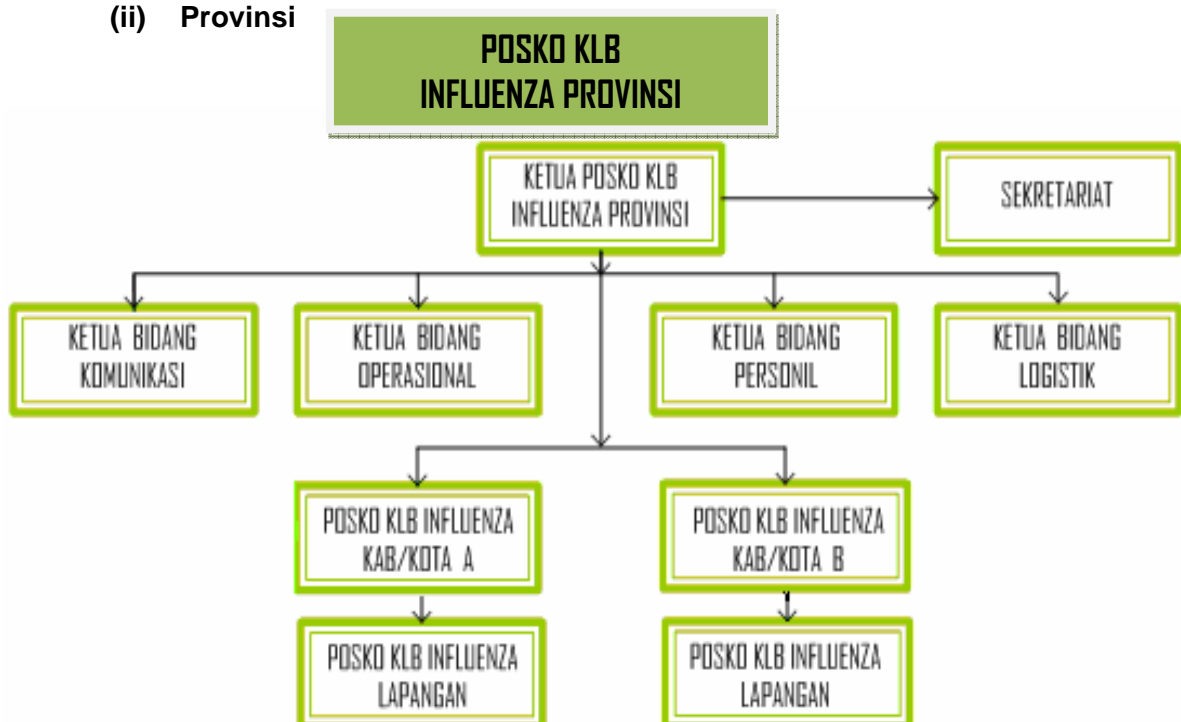 (ii) Provinsi
POSKO KLB
INFLUENZA PROVINSI
KETUA POSKO KLB
INFLUENZA PROVINSI
SEKRETARIAT
KETUA BIDANG
KOMUNIKASI
KETUA BIDANG
OPERASIONAL
KETUA BIDANG
PERSONIL
KETUA BIDANG
LOGISTIK
POSKO KLB INFLUENZA
KAB/KOTA A
POSKO KLB INFLUENZA
KAB/KOTA B
POSKO KLB INFLUENZA
LAPANGAN
POSKO KLB INFLUENZA
LAPANGAN